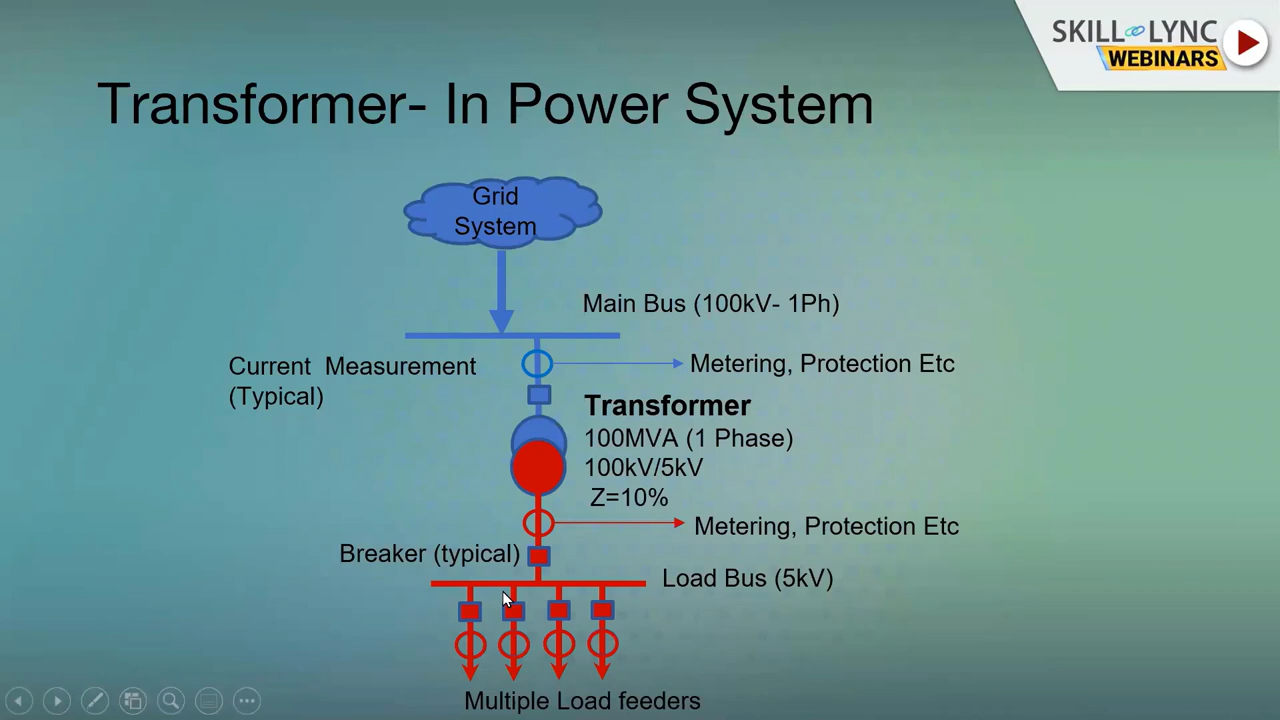 SKILL LYNC
WEBINARS
Transformer- In Power System
Grid
System
Main Bus (100kV- 1Ph)
Current Measurement
(Typical)
Metering, Protection Etc
Transformer
100MVA (1 Phase)
100kV/5kV
Z=10%
Metering, Protection Etc
Breaker (typical)
Load Bus (5kV)
Multiple Load feeders